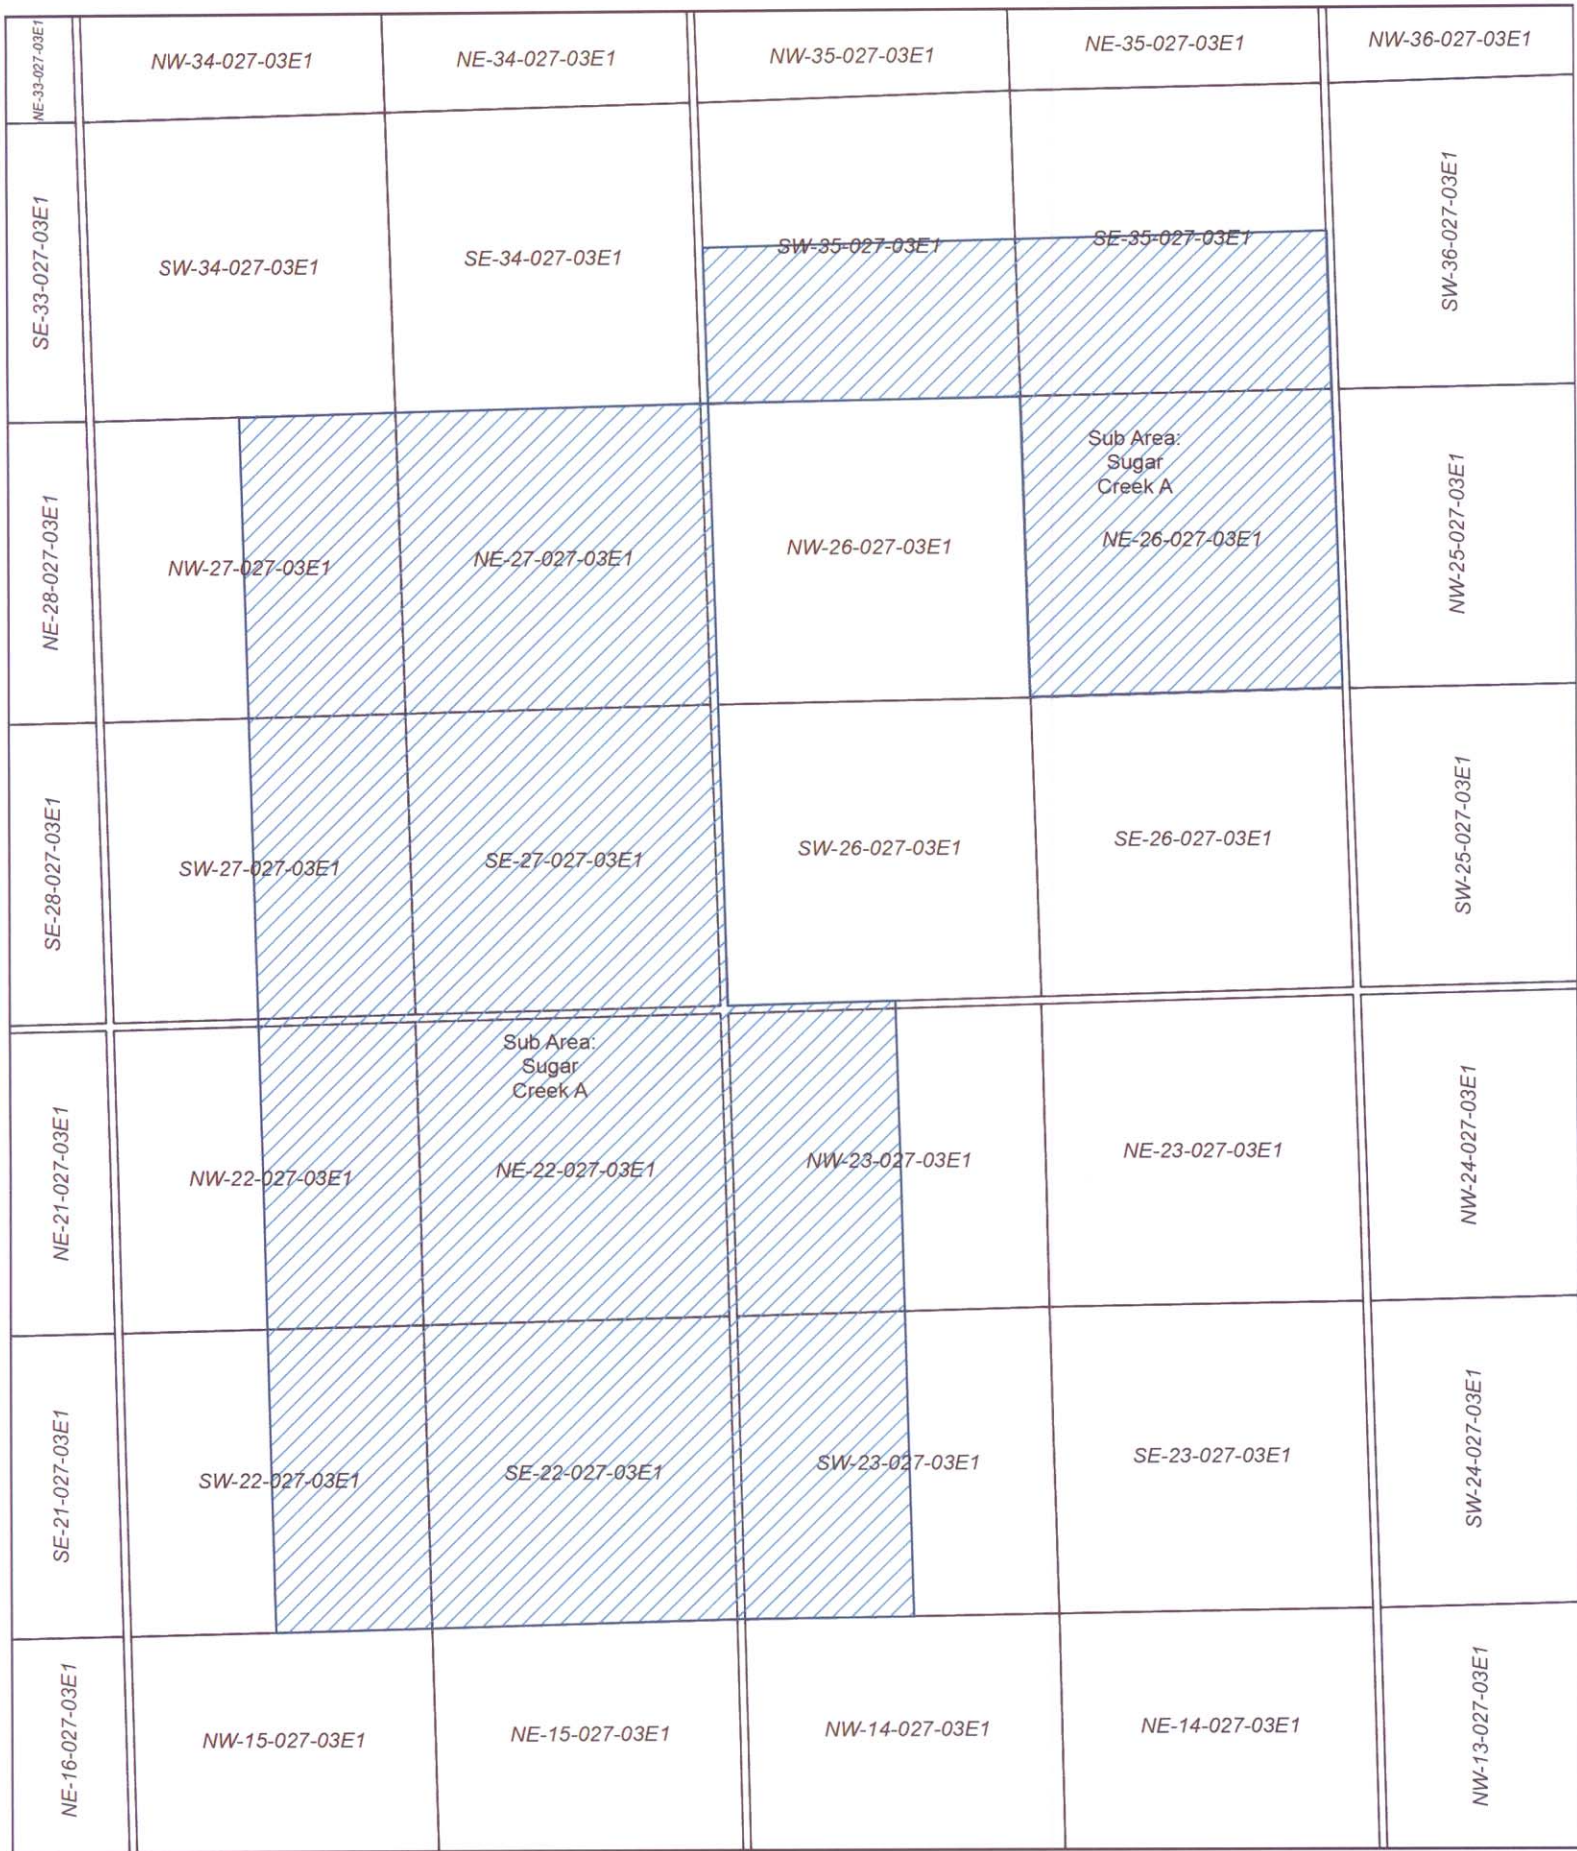 NE-33-027-03E1
NW-34-027-03E1
NE-34-027-03E1
NW-35-027-03E1
NE-35-027-03E1
NW-36-027-03E1
SE-33-027-03E1
SW-34-027-03E1
SE-34-027-03E1
SW-35-027-03E1
SE-35-027-03E1
SW-36-027-03E1
NE-28-027-03E1
NW-27-027-03E1
NE-27-027-03E1
NW-26-027-03E1
Sub Area:
Sugar
Creek A
NE-26-027-03E1
NW-25-027-03E1
SE-28-027-03E1
SW-27-027-03E1
SE-27-027-03E1
SW-26-027-03E1
SE-26-027-03E1
SW-25-027-03E1
NE-21-027-03E1
NW-22-027-03E1
Sub Area:
Sugar
Creek A
NE-22-027-03E1
NW-23-027-03E1
NE-23-027-03E1
NW-24-027-03E1
SE-21-027-03E1
SW-22-027-03E1
SE-22-027-03E1
SW-23-027-03E1
SE-23-027-03E1
SW-24-027-03E1
NE-16-027-03E1
NW-15-027-03E1
NE-15-027-03E1
NW-14-027-03E1
NE-14-027-03E1
NW-13-027-03E1